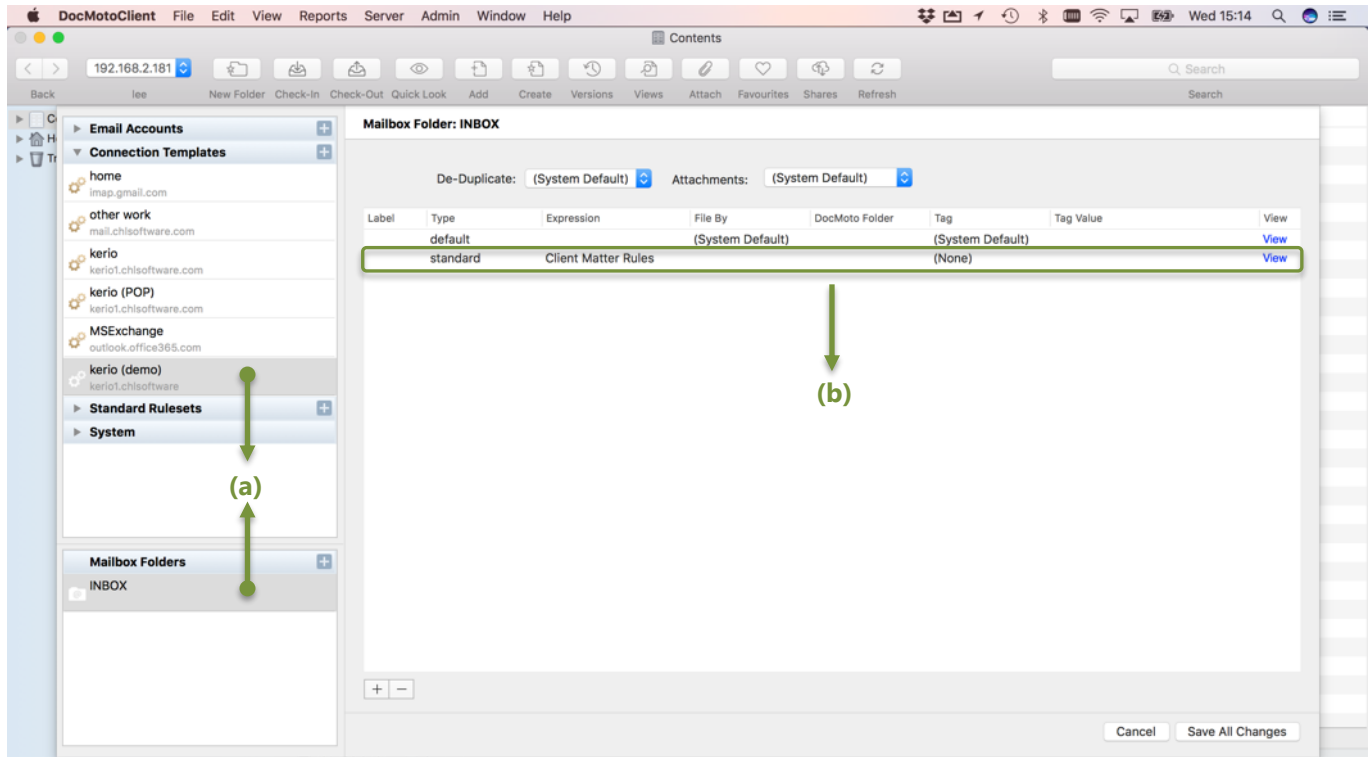 DocMotoClient File Edit View Reports Server Admin Window Help Wed 15:14
Contents
192.168.2.181 Search
Back lee New Folder Check-In Check-Out Quick Look Add Create Versions Views Attach Favourites Shares Refresh Search
Email Accounts
Connection Templates
home
imap.gmail.com
other work
mail.chlsoftware.com
kerio
kerio1.chlsoftware.com
kerio (POP)
kerio1.chlsoftware.com
MSExchange
outlook.office365.com
kerio (demo)
kerio1.chlsoftware
Standard Rulesets
System
(a)
Mailbox Folders
INBOX
Mailbox Folder: INBOX
De-Duplicate: (System Default) Attachments: (System Default)
Label Type Expression File By DocMoto Folder Tag Tag Value View
default (System Default) (System Default) View
standard Client Matter Rules (None) View
(b)
+ −
Cancel Save All Changes